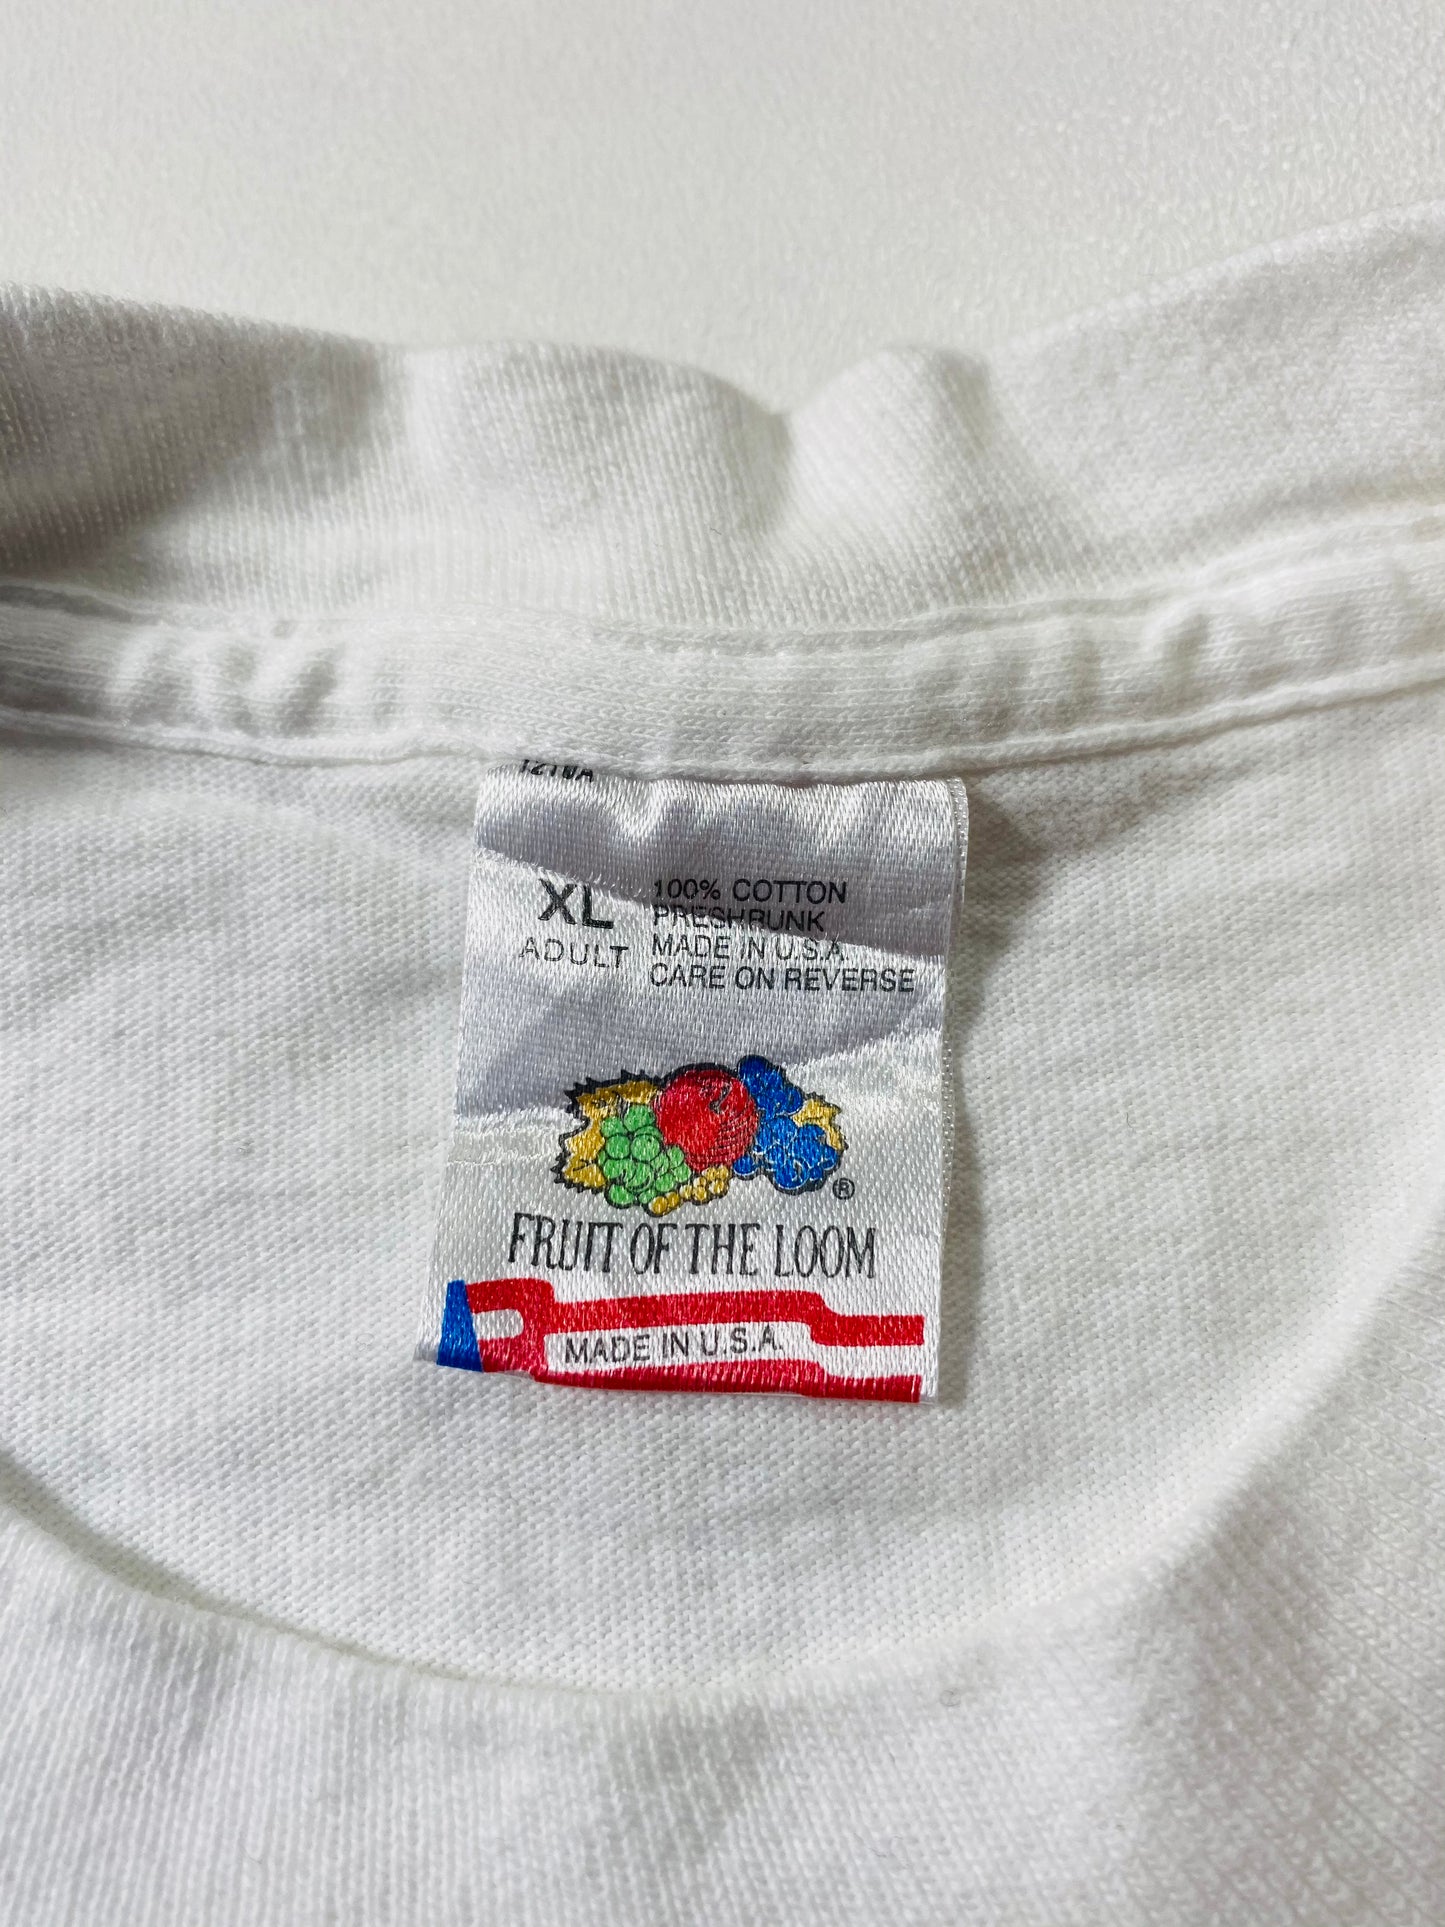 XL
ADULT
100% COTTON
PRESHRUNK
MADE IN U.S.A.
CARE ON REVERSE
®
FRUIT OF THE LOOM
MADE IN U.S.A.